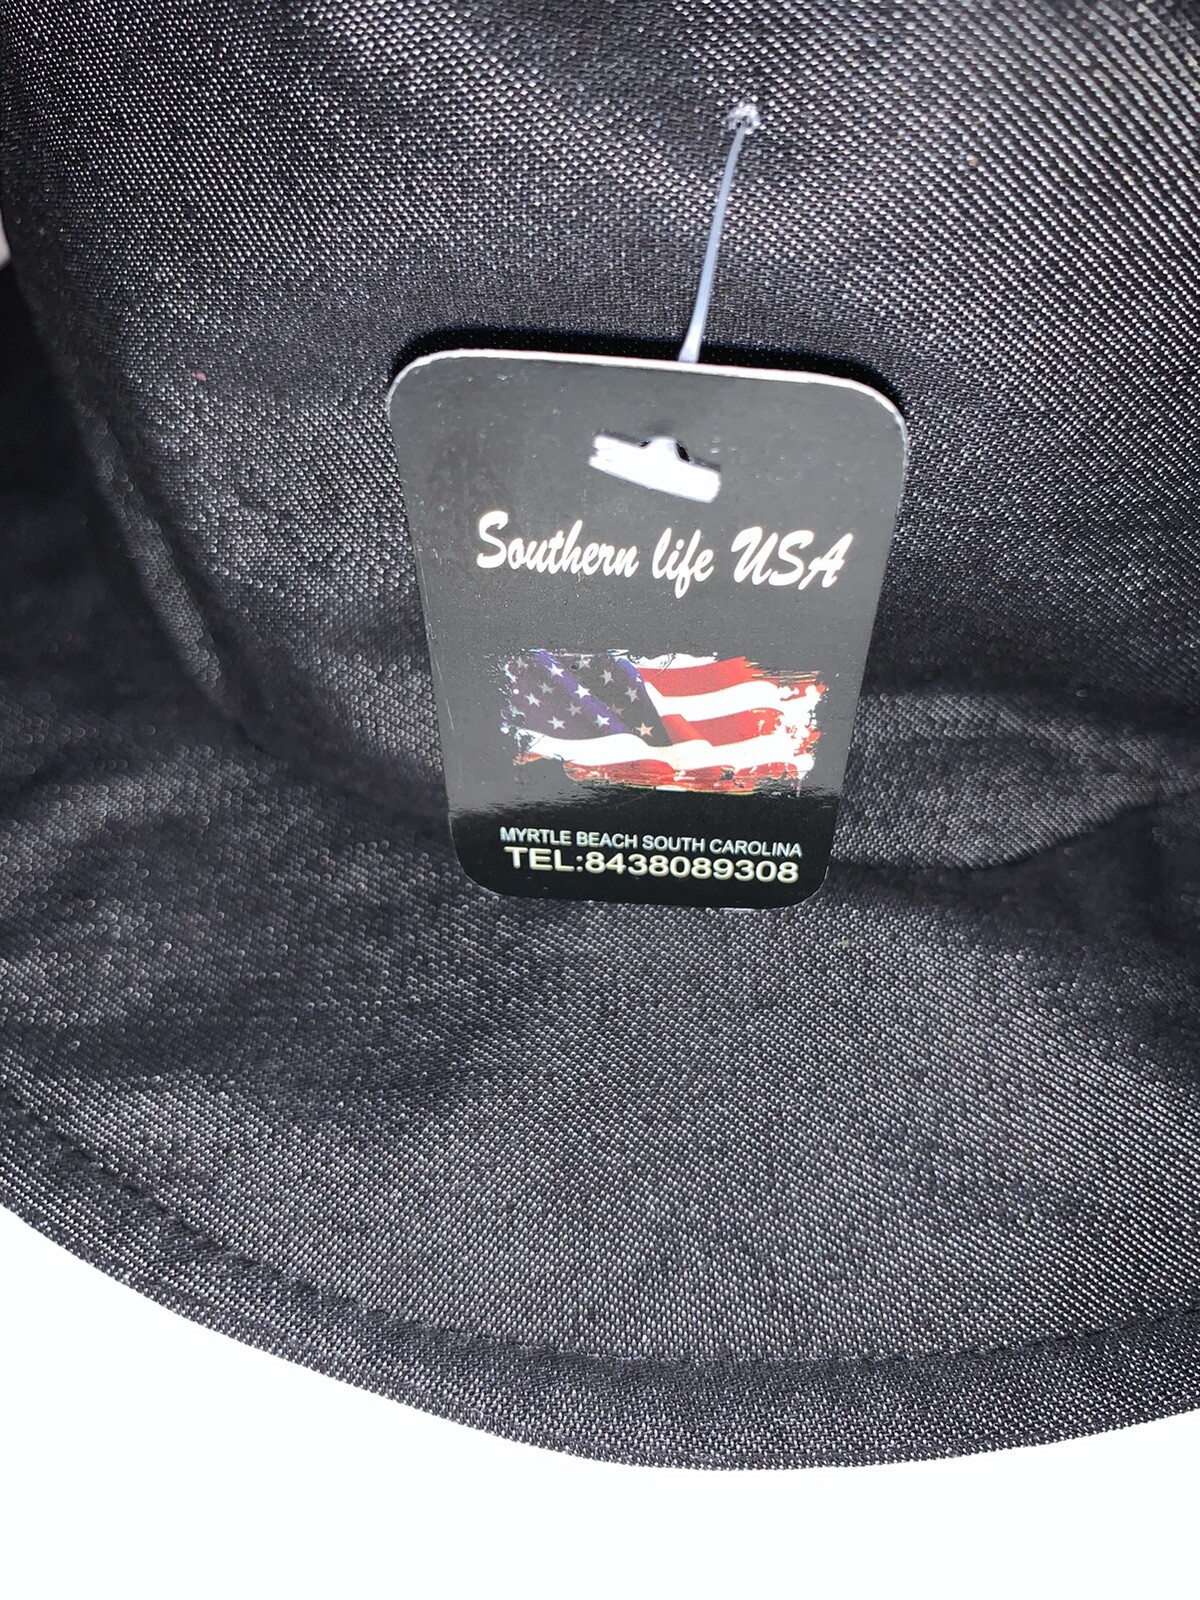 Southern life USA
MYRTLE BEACH SOUTH CAROLINA
TEL:8438089308